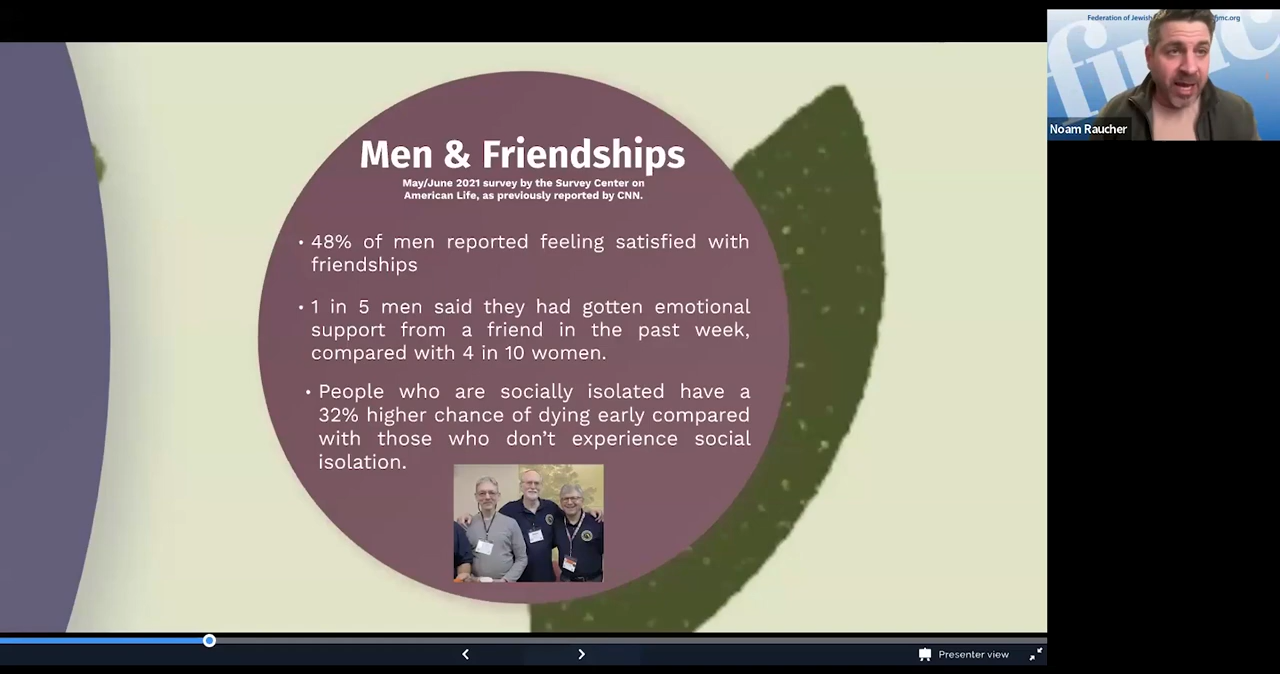 Men & Friendships
May/June 2021 survey by the Survey Center on
American Life, as previously reported by CNN.
• 48% of men reported feeling satisfied with
friendships
• 1 in 5 men said they had gotten emotional
support from a friend in the past week,
compared with 4 in 10 women.
• People who are socially isolated have a
32% higher chance of dying early compared
with those who don't experience social
isolation.
Federation of Jewish
fjmc.org
fjmc
Noam Raucher
Presenter view